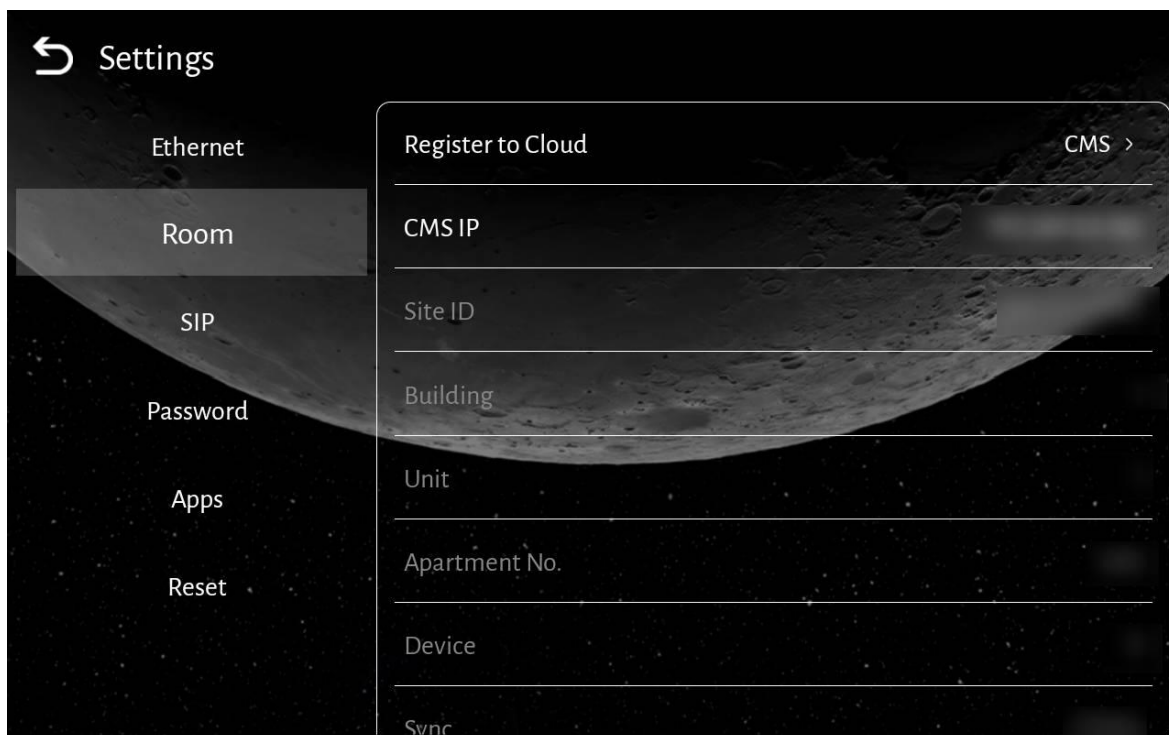 Settings
Ethernet
Room
SIP
Password
Apps
Reset
Register to Cloud CMS >
CMS IP
Site ID
Building
Unit
Apartment No.
Device
Sync